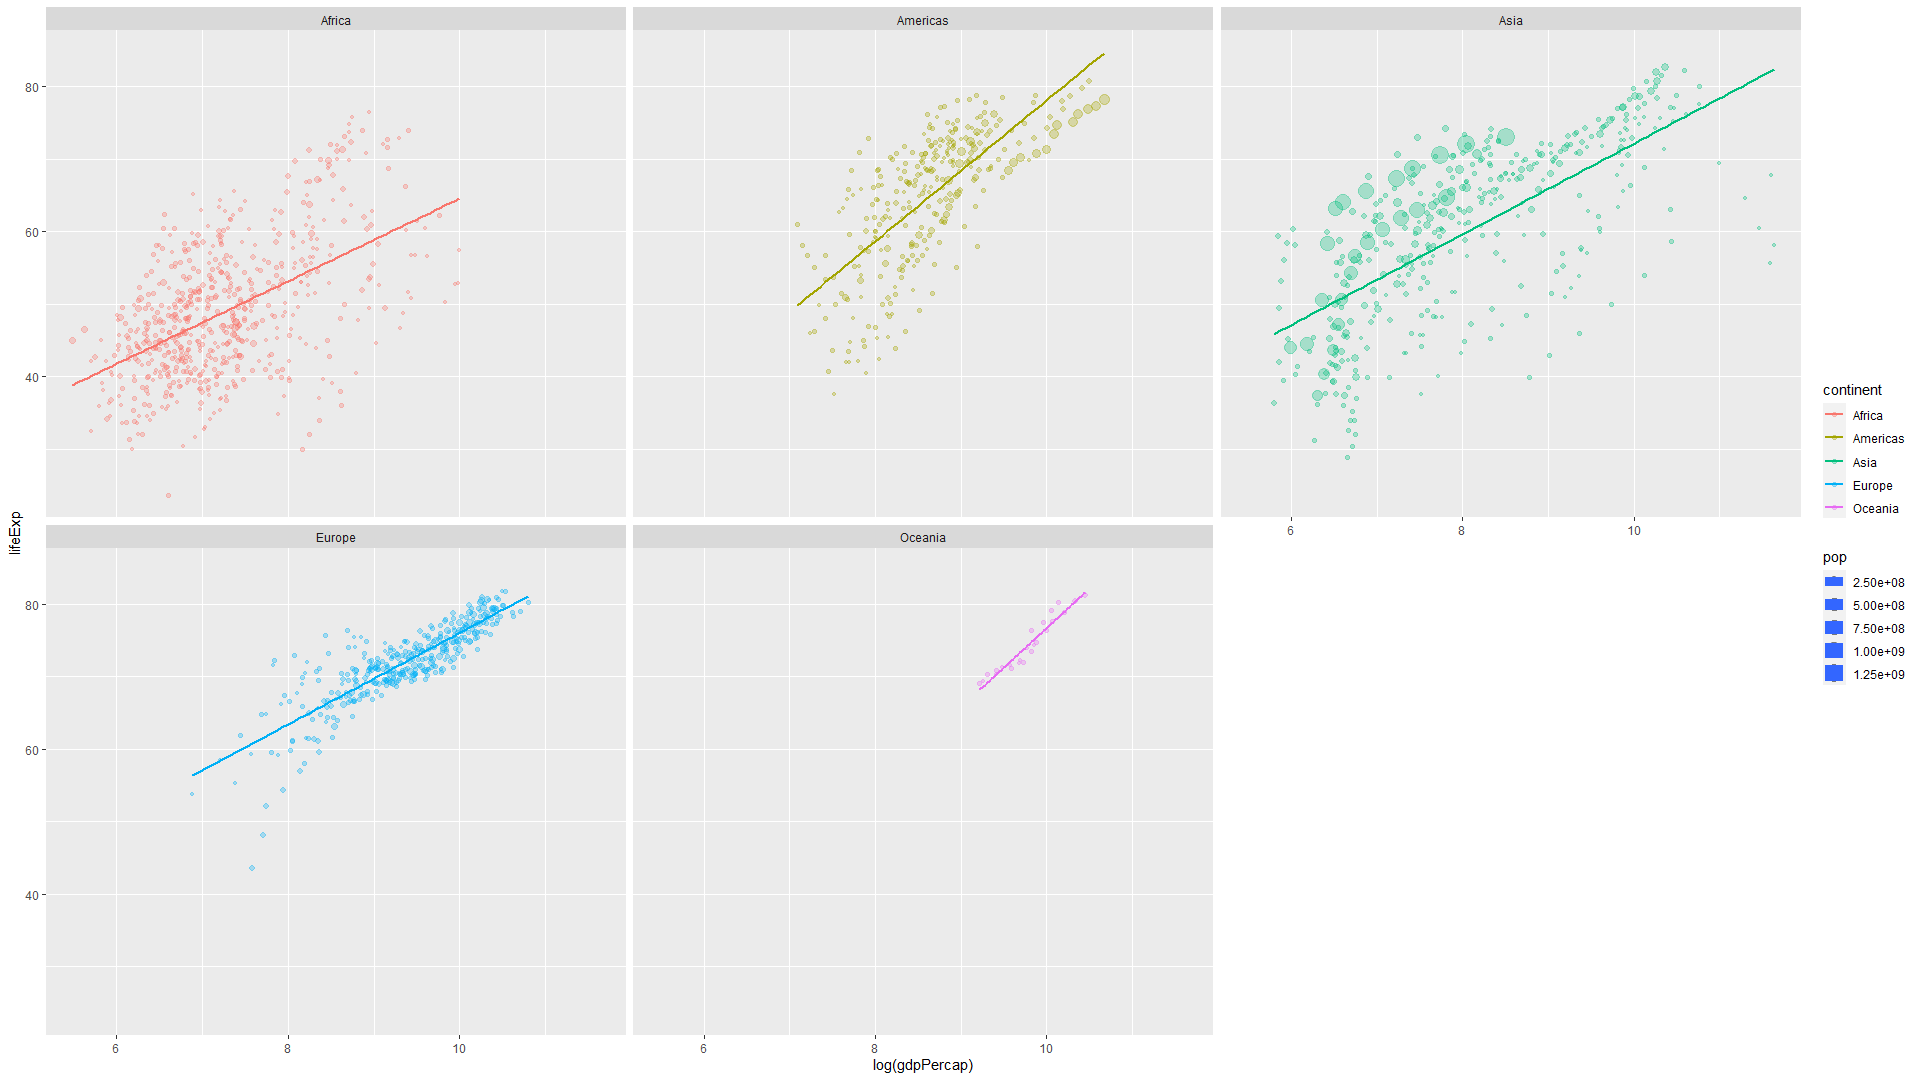 Africa
Americas
Asia
80
60
40
6
8
10
Europe
Oceania
80
60
40
6
8
10
6
8
10
lifeExp
log(gdpPercap)
continent
Africa
Americas
Asia
Europe
Oceania
pop
2.50e+08
5.00e+08
7.50e+08
1.00e+09
1.25e+09